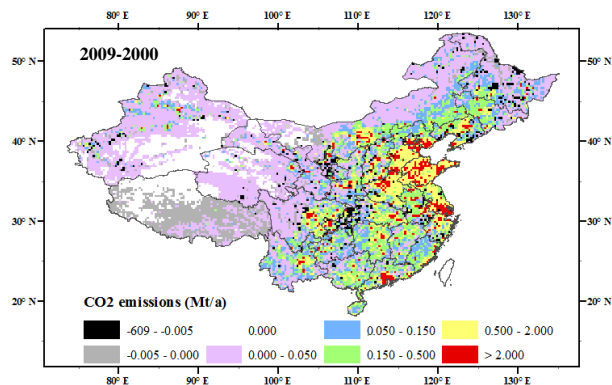 80° E 90° E 100° E 110° E 120° E 130° E
2009-2000
50° N 50° N
40° N 40° N
30° N 30° N
20° N 20° N
CO2 emissions (Mt/a)
-609 - -0.005 0.000 0.050 - 0.150 0.500 - 2.000
-0.005 - 0.000 0.000 - 0.050 0.150 - 0.500 > 2.000
80° E 90° E 100° E 110° E 120° E 130° E